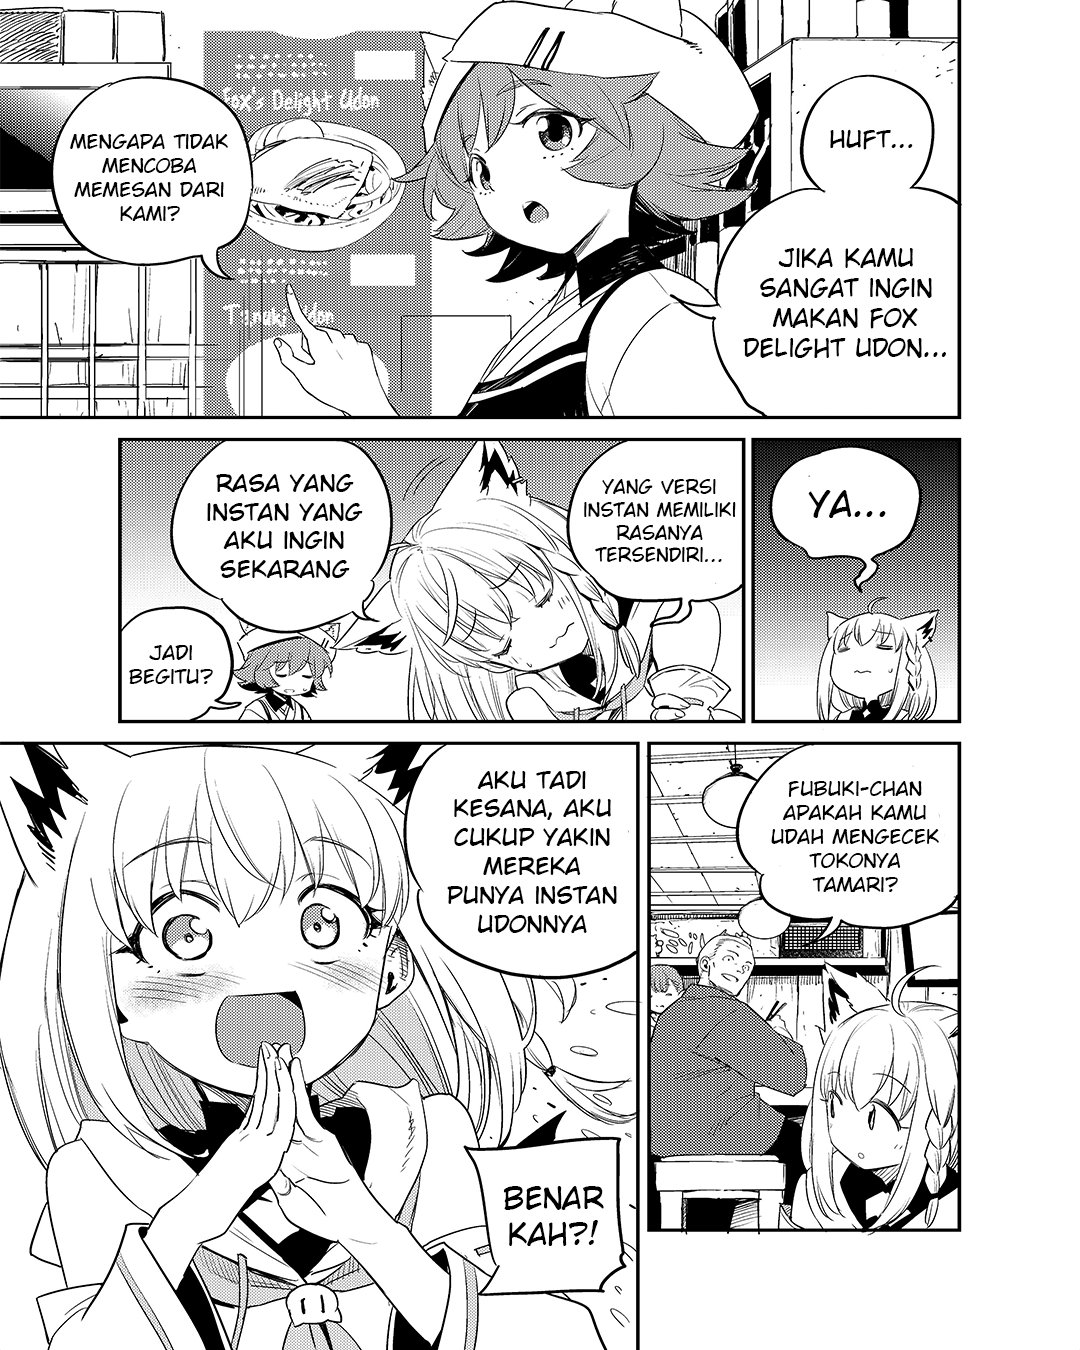 HUFT...
JIKA KAMU
SANGAT INGIN
MAKAN FOX
DELIGHT UDON...
Fox's Delight Udon
Tanuki Udon
MENGAPA TIDAK
MENCOBA
MEMESAN DARI
KAMI?
YA...
YANG VERSI
INSTAN MEMILIKI
RASANYA
TERSENDIRI...
RASA YANG
INSTAN YANG
AKU INGIN
SEKARANG
JADI
BEGITU?
FUBUKI-CHAN
APAKAH KAMU
UDAH MENGECEK
TOKONYA
TAMARI?
AKU TADI
KESANA, AKU
CUKUP YAKIN
MEREKA
PUNYA INSTAN
UDONNYA
BENAR
KAH?!